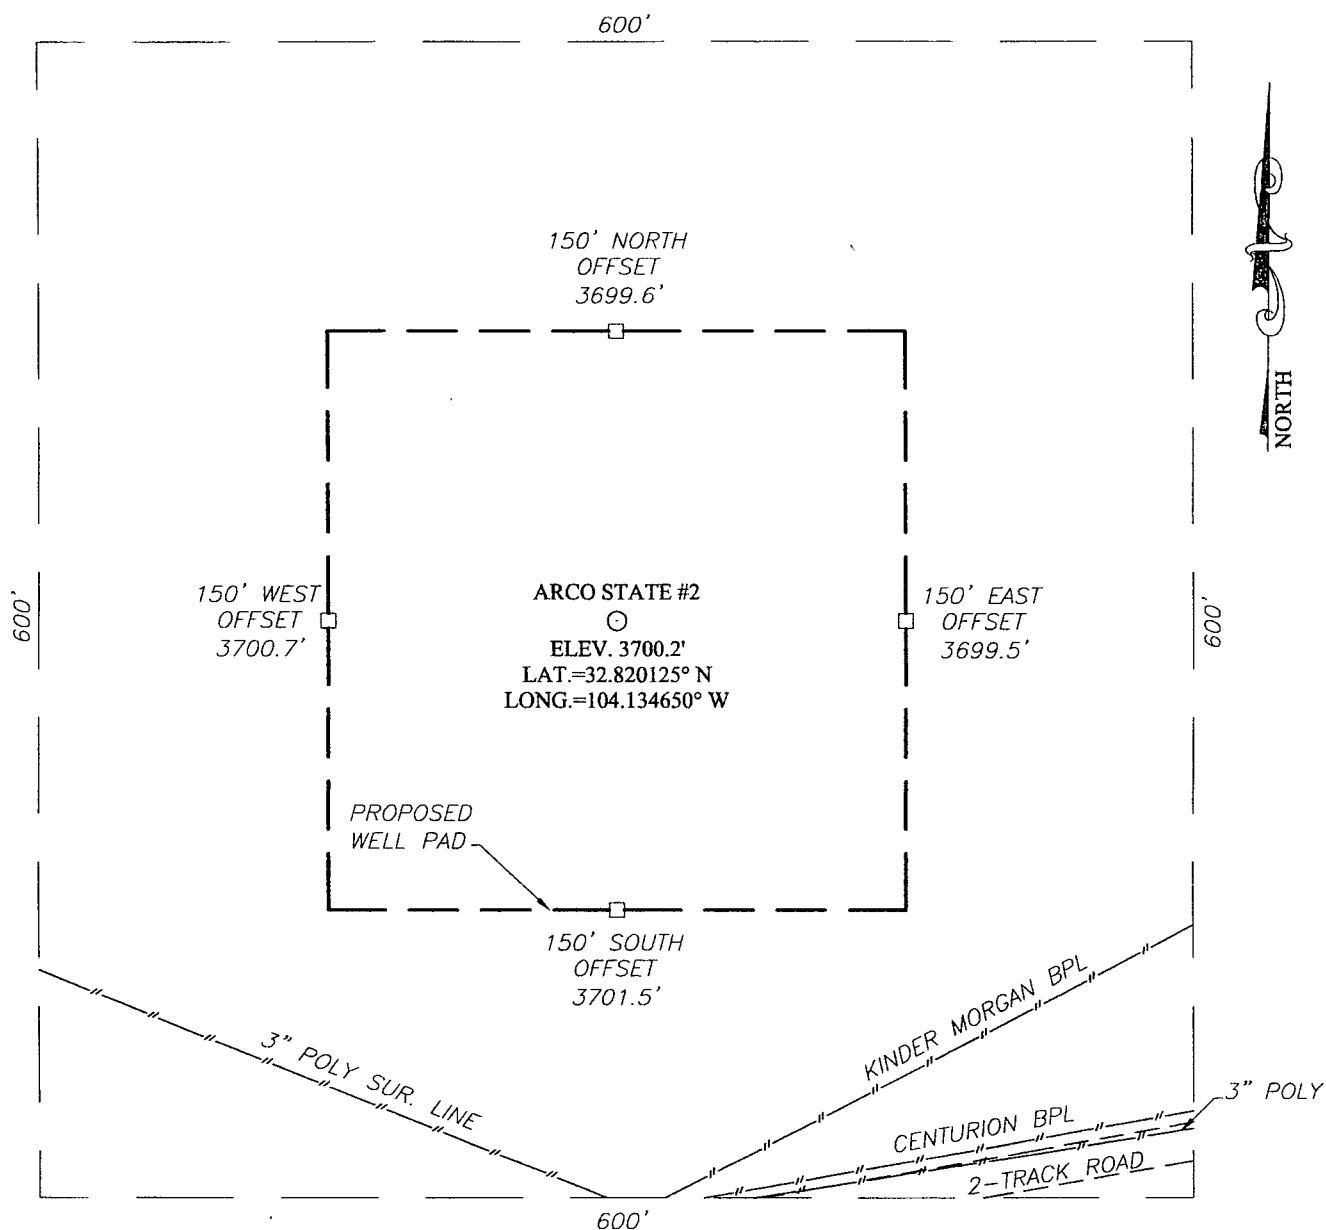 600'
150' NORTH
OFFSET
3699.6'
NORTH
600'
150' WEST
OFFSET
3700.7'
ARCO STATE #2
ELEV. 3700.2'
LAT.=32.820125° N
LONG.=104.134650° W
150' EAST
OFFSET
3699.5'
600'
PROPOSED
WELL PAD
150' SOUTH
OFFSET
3701.5'
3" POLY SUR. LINE
KINDER MORGAN BPL
3" POLY
CENTURION BPL
2-TRACK ROAD
600'